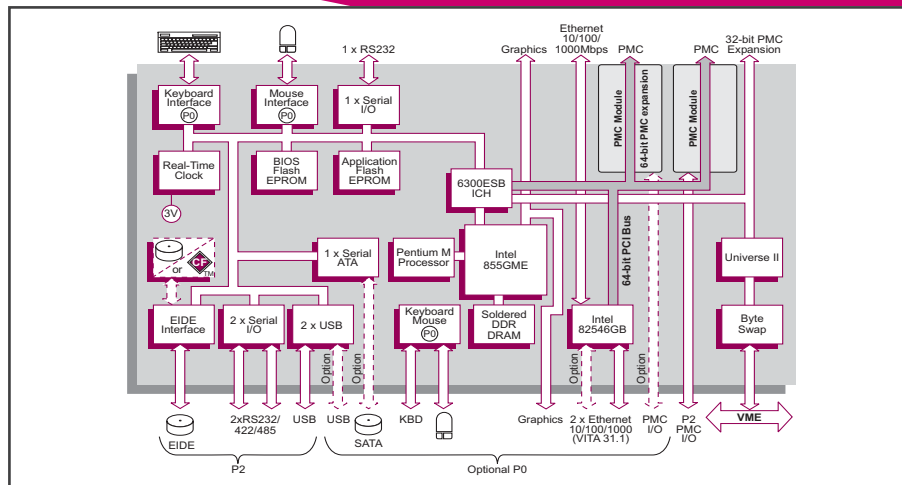 Ethernet
10/100/
1000Mbps
32-bit PMC
Expansion
1 x RS232
Graphics
PMC
PMC
Keyboard
Interface
P0
Mouse
Interface
P0
1 x Serial
I/O
PMC Module
64-bit PMC expansion
PMC Module
Real-Time
Clock
BIOS
Flash
EPROM
Application
Flash
EPROM
6300ESB
ICH
3V
or
CF
TM
1 x Serial
ATA
Pentium M
Processor
Intel
855GME
64-bit PCI Bus
Universe II
EIDE
Interface
2 x Serial
I/O
2 x USB
Keyboard
Mouse
P0
Soldered
DDR
DRAM
Intel
82546GB
Byte
Swap
Option
Option
Option
Option
EIDE
2xRS232/
422/485
USB
USB
SATA
KBD
Graphics
2 x Ethernet
10/100/1000
(VITA 31.1)
PMC
I/O
P2
PMC
I/O
VME
P2
Optional P0